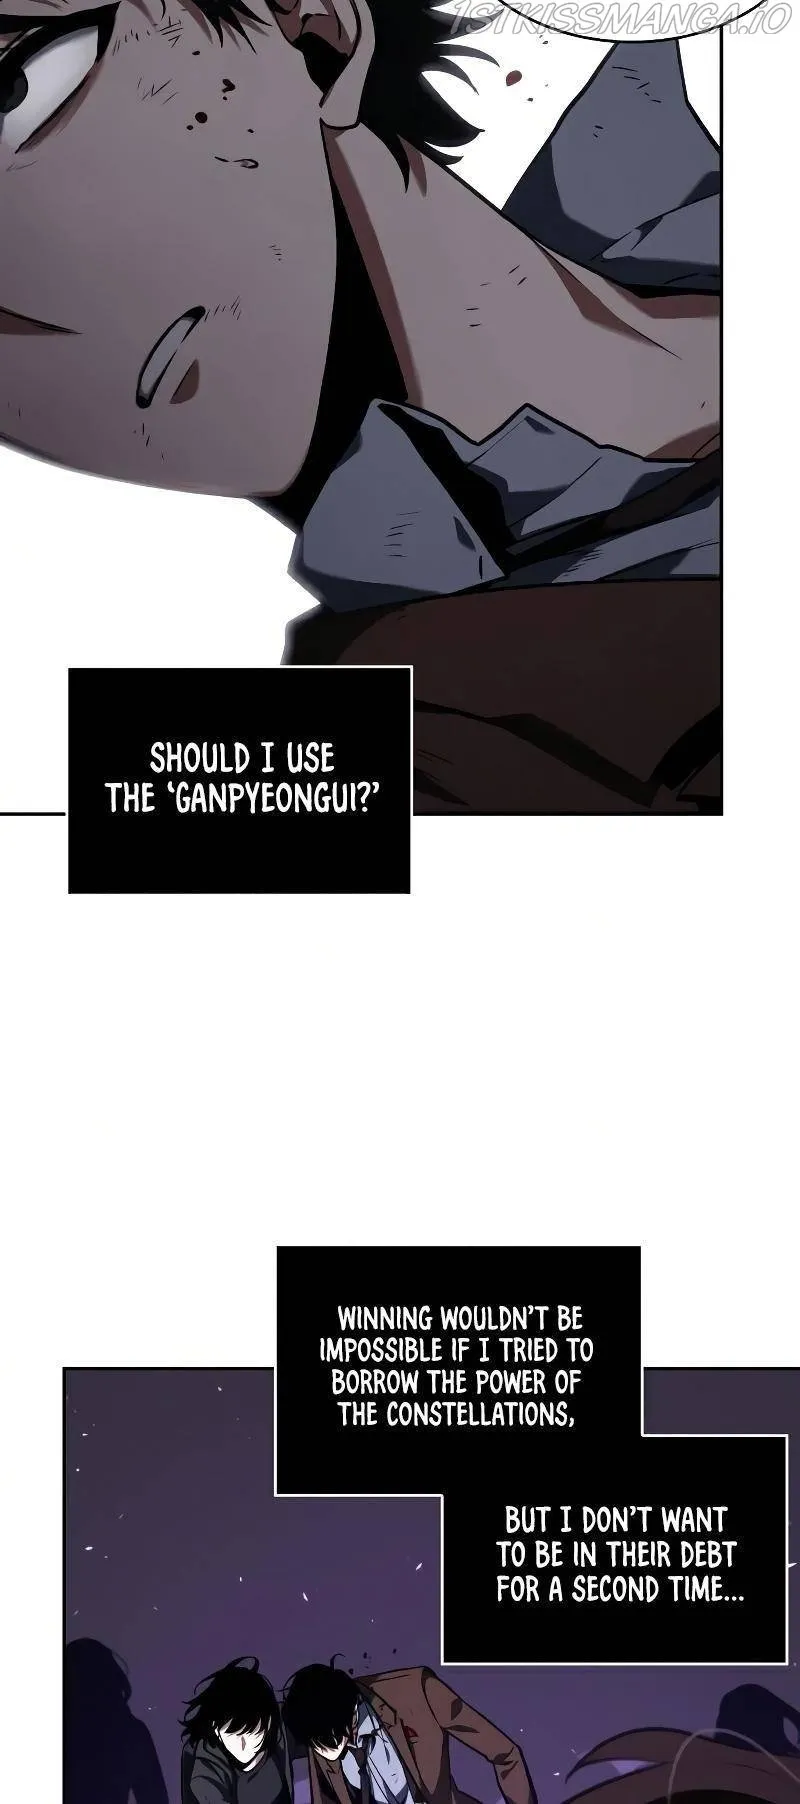 1STKISSMANGA.IO
SHOULD I USE
THE ‘GANPYEONGUI?’
WINNING WOULDN'T BE
IMPOSSIBLE IF I TRIED TO
BORROW THE POWER OF
THE CONSTELLATIONS,
BUT I DON'T WANT
TO BE IN THEIR DEBT
FOR A SECOND TIME...